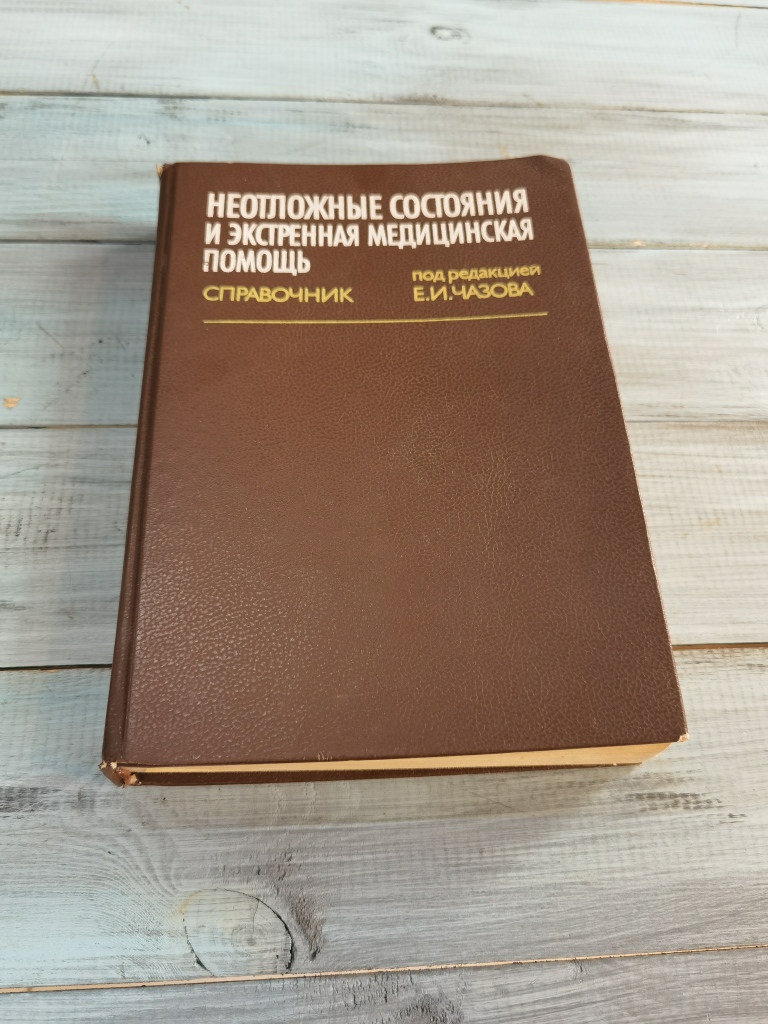 НЕОТЛОЖНЫЕ СОСТОЯНИЯ
И ЭКСТРЕННАЯ МЕДИЦИНСКАЯ
ПОМОЩЬ
СПРАВОЧНИК
под редакцией
Е.И.ЧАЗОВА